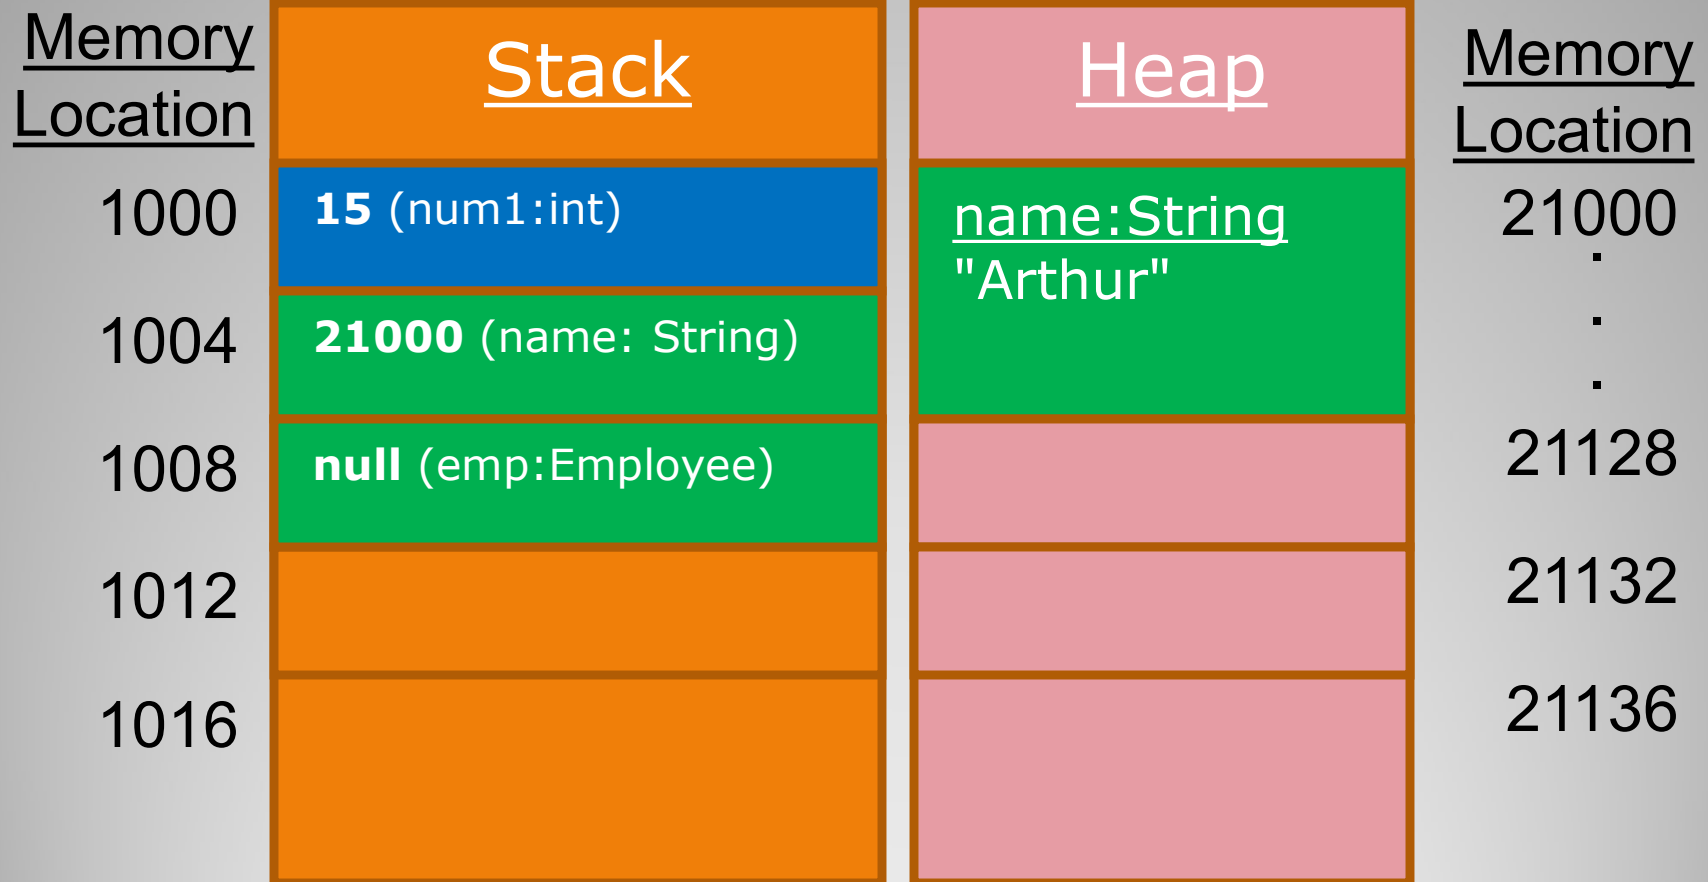 Memory
Location
Stack
Heap
Memory
Location
1000
15 (num1:int)
name:String
"Arthur"
21000
.
.
.
1004
21000 (name: String)
1008
null (emp:Employee)
21128
1012
21132
1016
21136